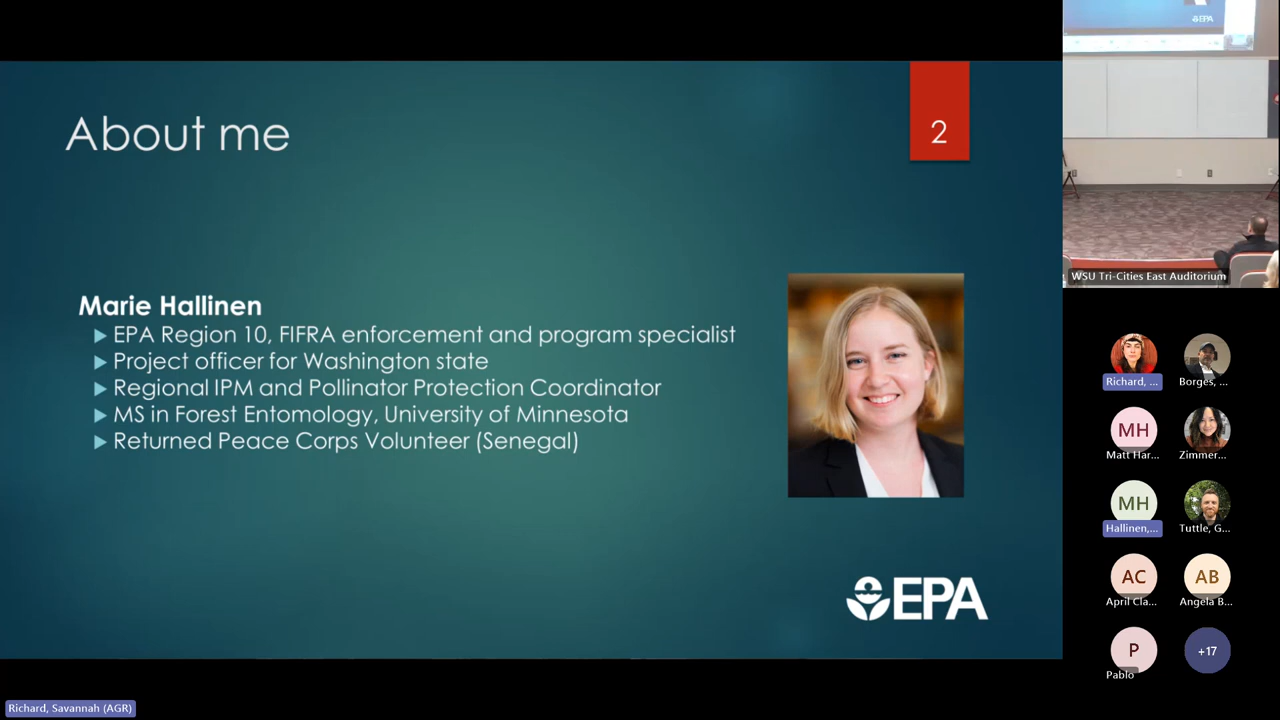 About me
2
Marie Hallinen
EPA Region 10, FIFRA enforcement and program specialist
Project officer for Washington state
Regional IPM and Pollinator Protection Coordinator
MS in Forest Entomology, University of Minnesota
Returned Peace Corps Volunteer (Senegal)
EPA
EPA
WSU Tri-Cities East Auditorium
Richard, ...
Borges, ...
MH
Matt Har...
Zimmer...
MH
Hallinen,...
Tuttle, G...
AC
AB
April Cla...
Angela B...
P
+17
Pablo
Richard, Savannah (AGR)